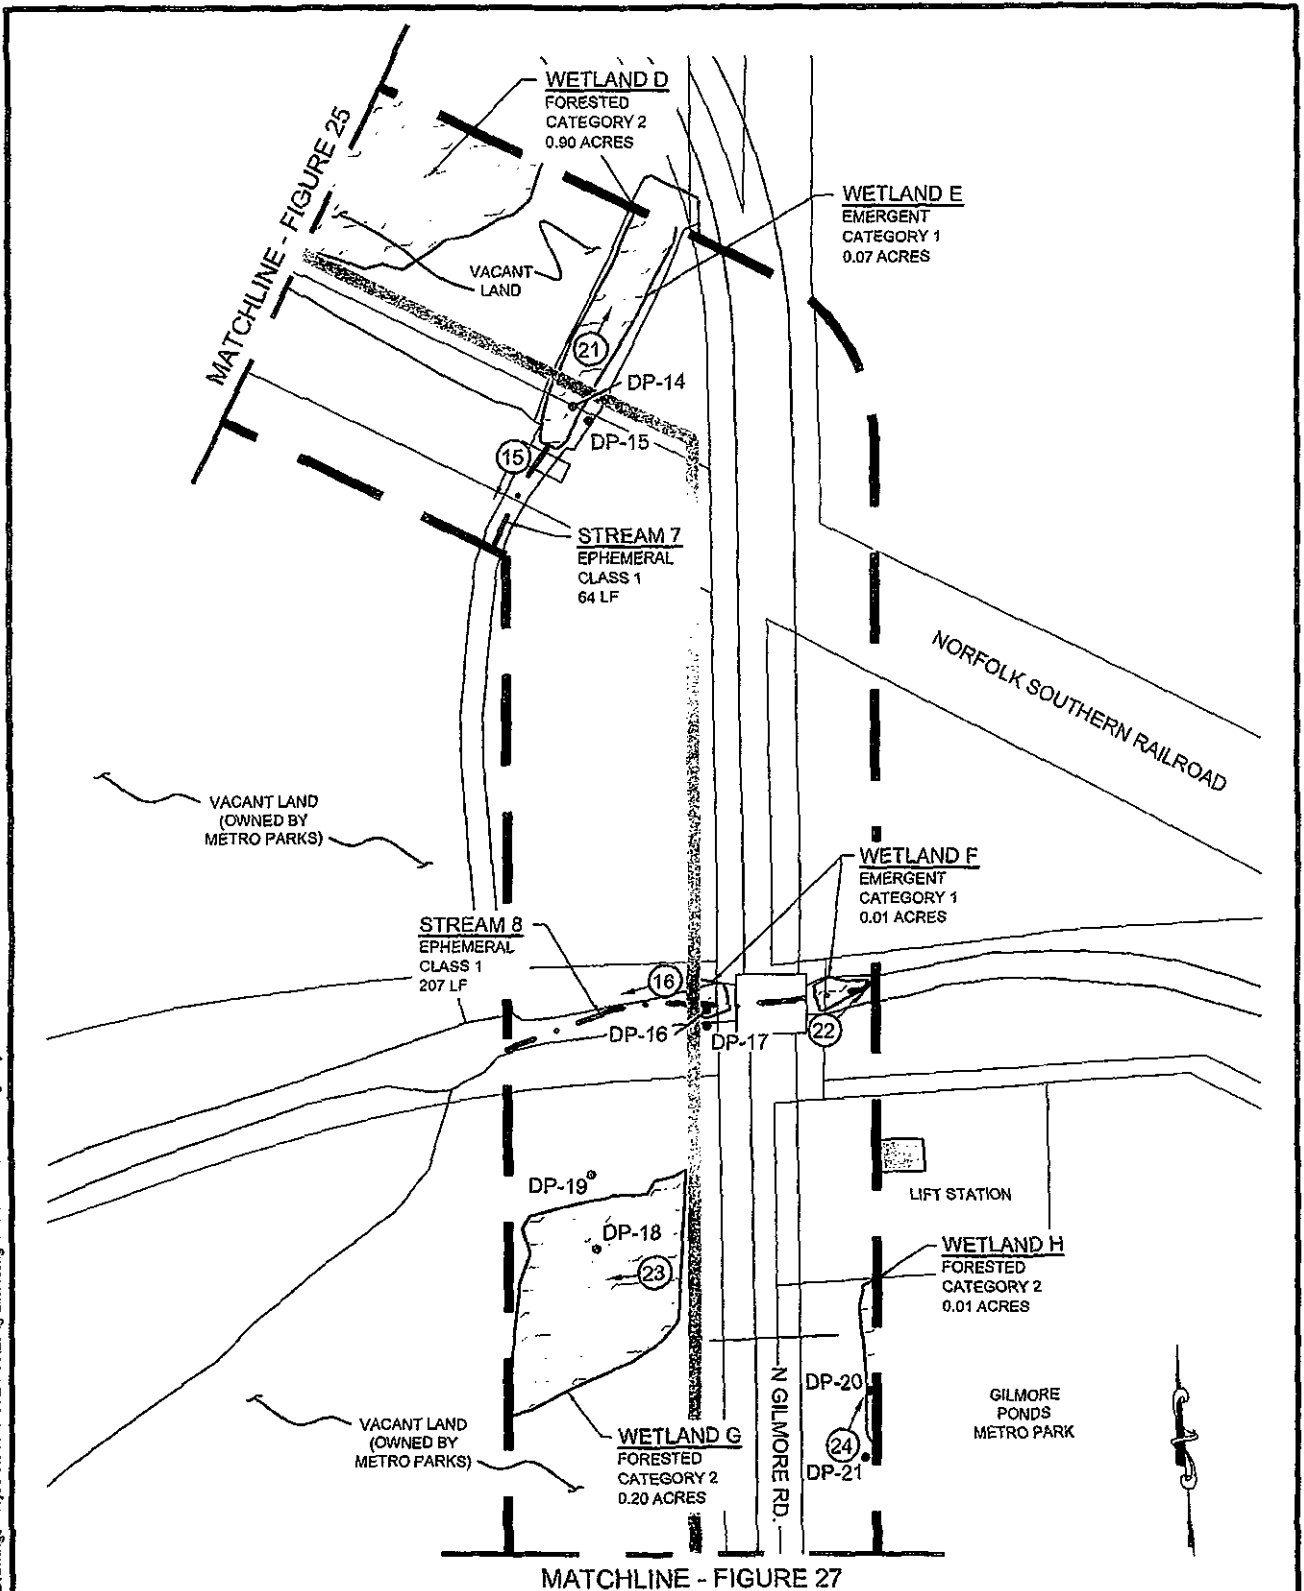 WETLAND D
FORESTED
CATEGORY 2
0.90 ACRES
MATCHLINE - FIGURE 25
WETLAND E
EMERGENT
CATEGORY 1
0.07 ACRES
VACANT
LAND
21
DP-14
DP-15
15
STREAM 7
EPHEMERAL
CLASS 1
64 LF
NORFOLK SOUTHERN RAILROAD
VACANT LAND
(OWNED BY
METRO PARKS)
WETLAND F
EMERGENT
CATEGORY 1
0.01 ACRES
STREAM 8
EPHEMERAL
CLASS 1
207 LF
16
DP-16
DP-17
22
DP-19
LIFT STATION
DP-18
23
WETLAND H
FORESTED
CATEGORY 2
0.01 ACRES
N GILMORE RD.
DP-20
GILMORE
PONDS
METRO PARK
VACANT LAND
(OWNED BY
METRO PARKS)
WETLAND G
FORESTED
CATEGORY 2
0.20 ACRES
24
DP-21
MATCHLINE - FIGURE 27